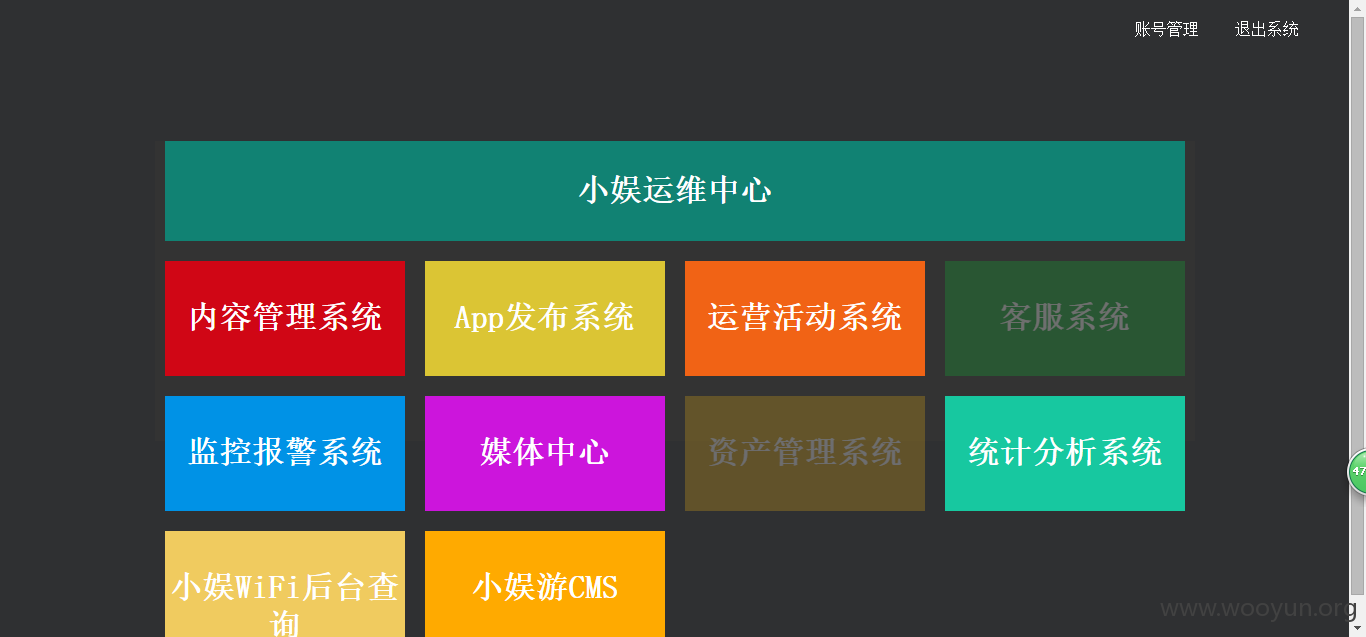 账号管理 退出系统
小娱运维中心
内容管理系统 App发布系统 运营活动系统 客服系统
监控报警系统 媒体中心 资产管理系统 统计分析系统
小娱WiFi后台查
询
小娱游CMS
47
www.wooyun.org